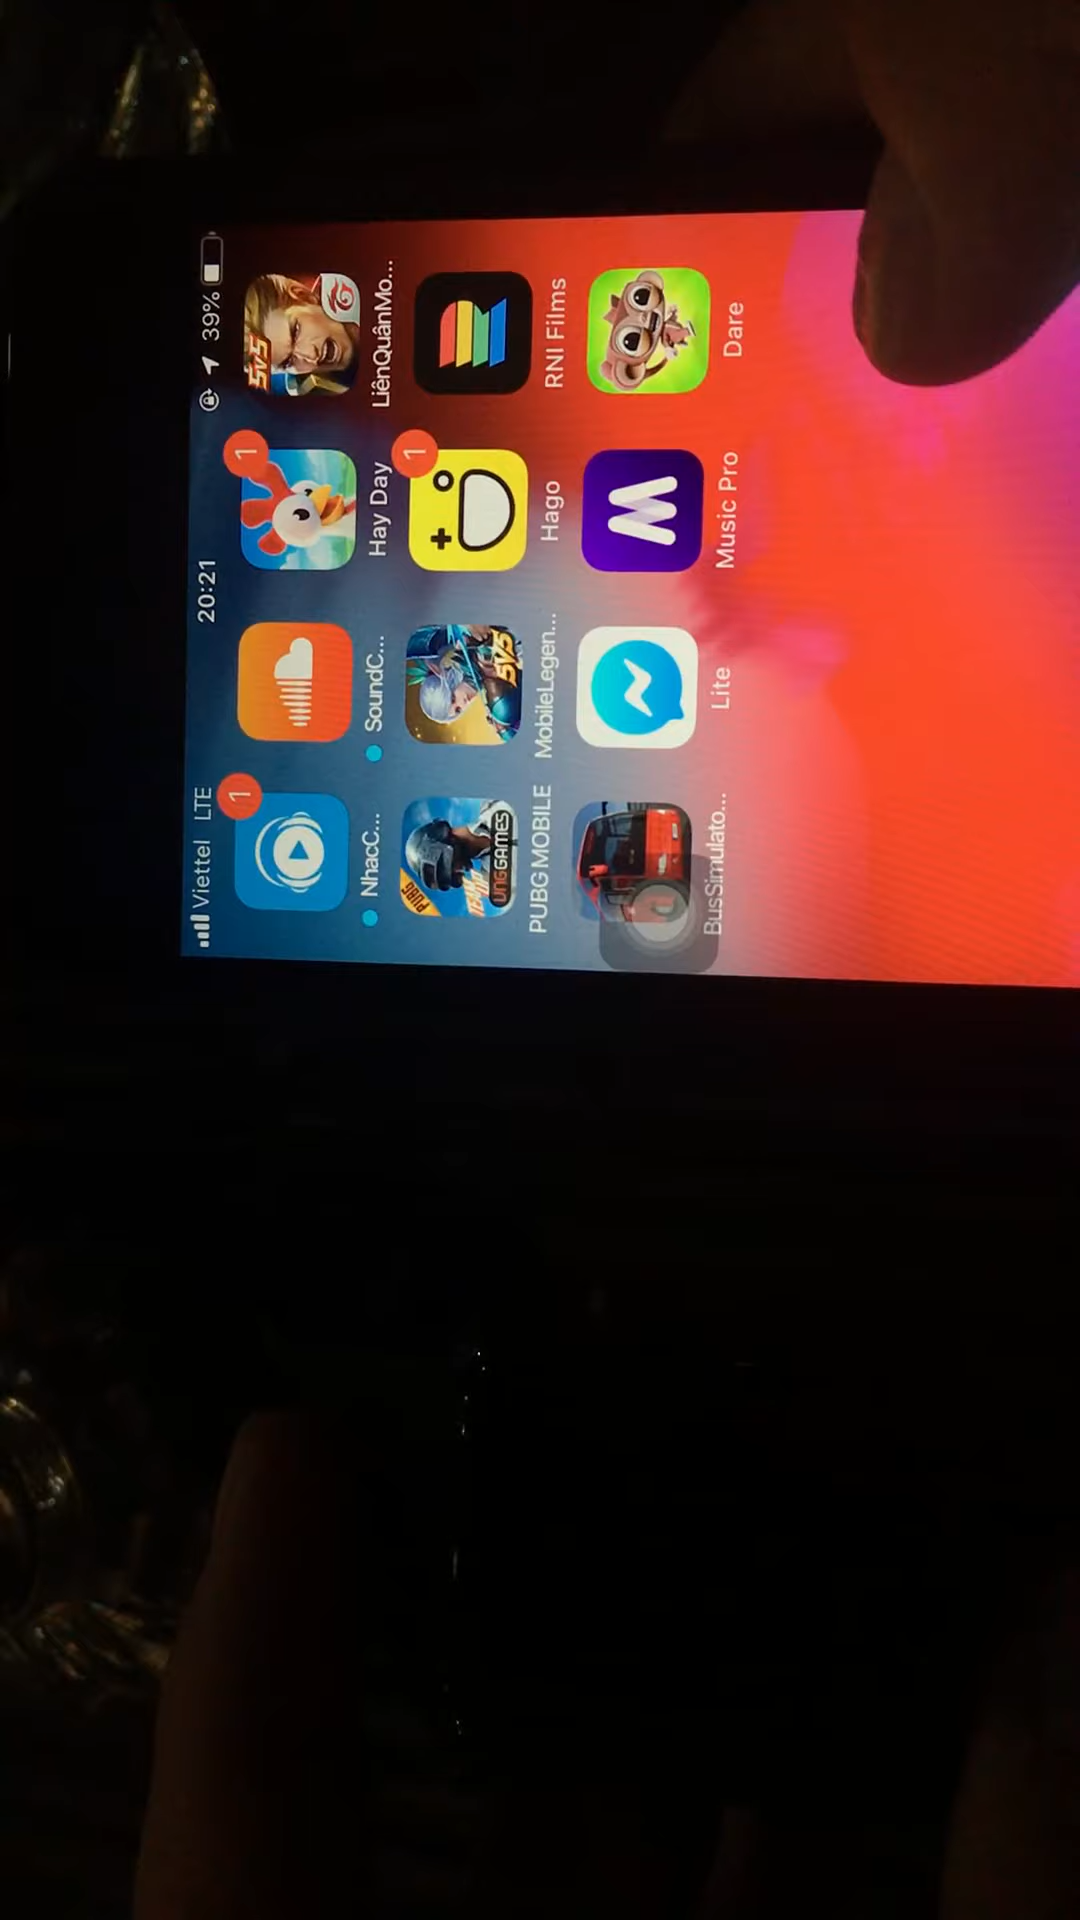 Viettel LTE 20:21 39%
1
1
5v5
NhacC...
SoundC...
Hay Day
LiênQuânMo...
1
PUBG
VNGGAMES
5V5
PUBG MOBILE
MobileLegen...
Hago
RNI Films
BusSimulato...
Lite
Music Pro
Dare